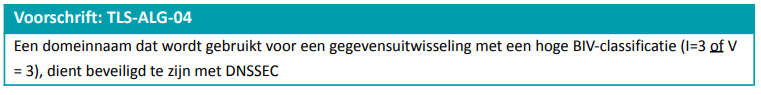 Voorschrift: TLS-ALG-04
Een domeinnaam dat wordt gebruikt voor een gegevensuitwisseling met een hoge BIV-classificatie (I=3 of V
= 3), dient beveiligd te zijn met DNSSEC